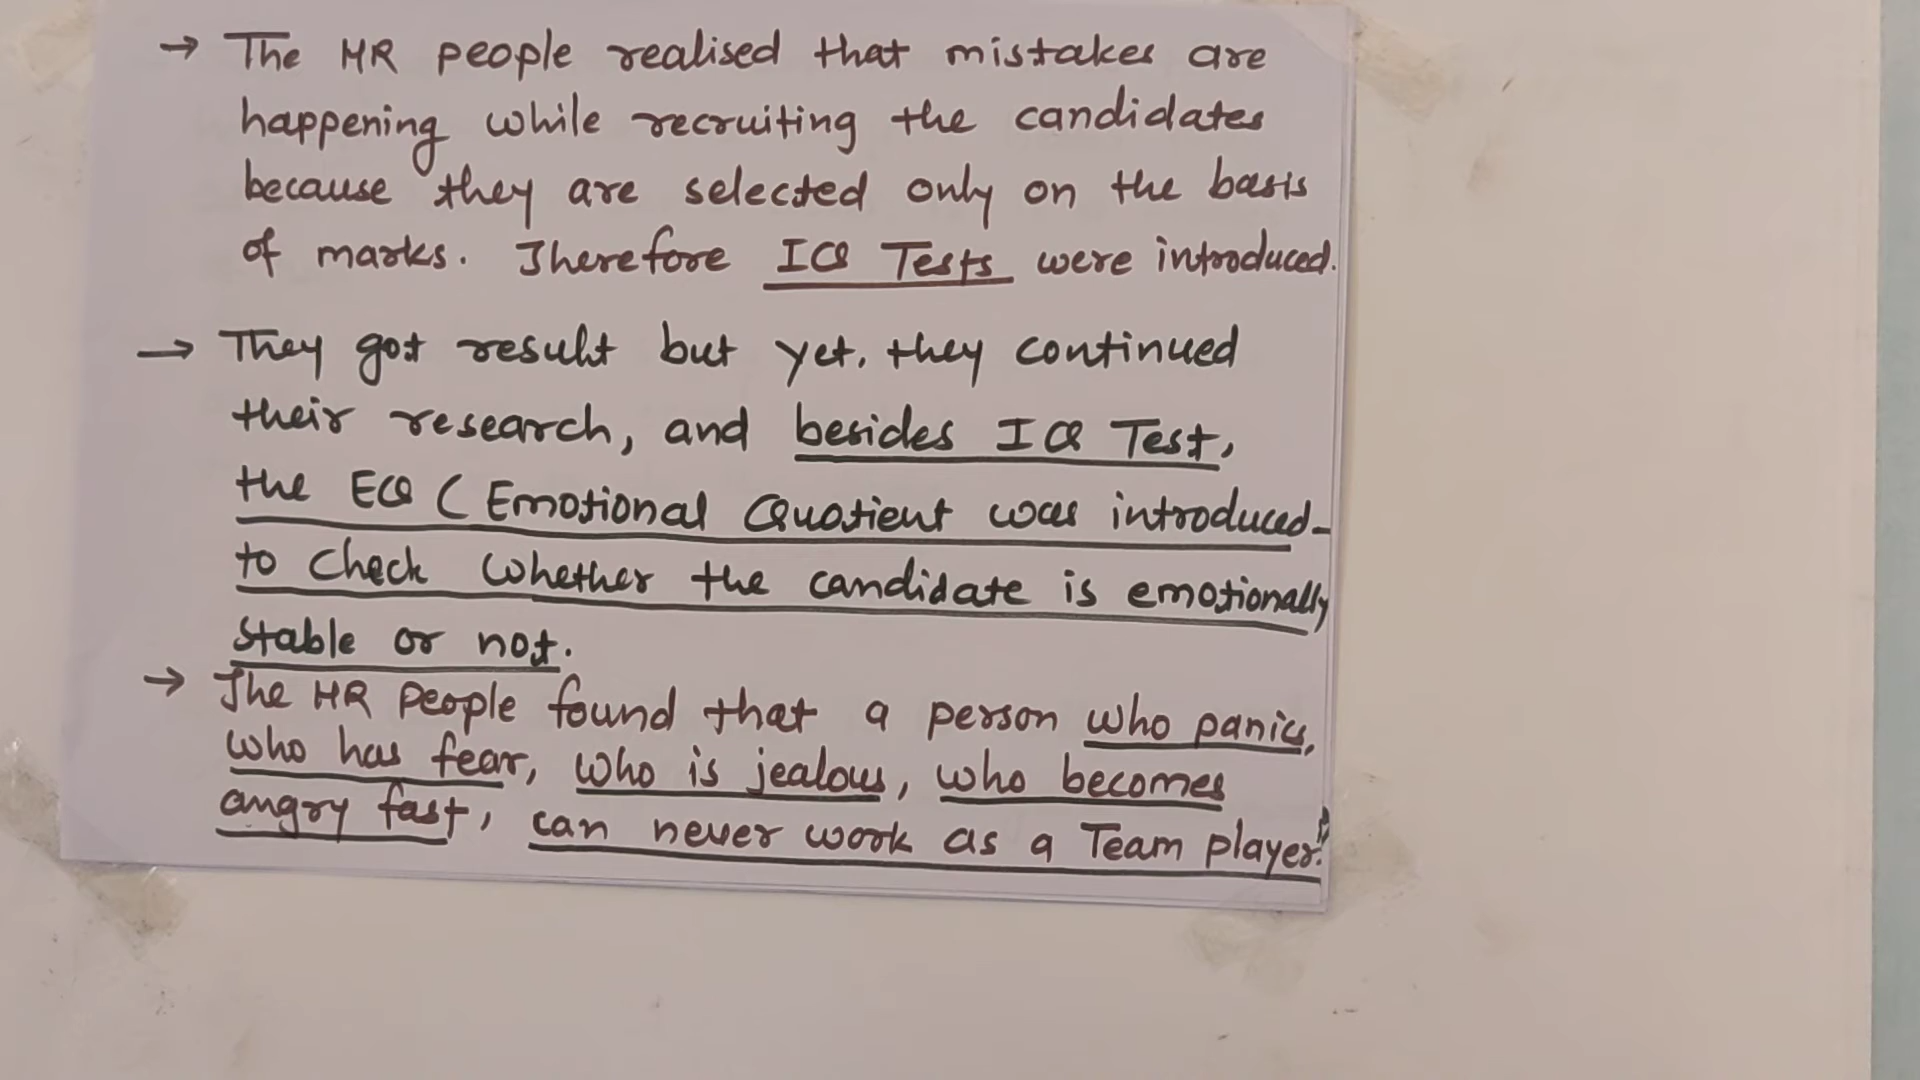 → The HR people realised that mistakes are
happening while recruiting the candidates
because they are selected only on the basis
of marks. Therefore IQ Tests were introduced.
→ They got result but yet, they continued
their research, and besides IQ Test,
the EQ (Emotional Quotient was introduced-
to check whether the candidate is emotionally
stable or not.
→ The HR people found that a person who panics,
who has fear, who is jealous, who becomes
angry fast, can never work as a Team player.